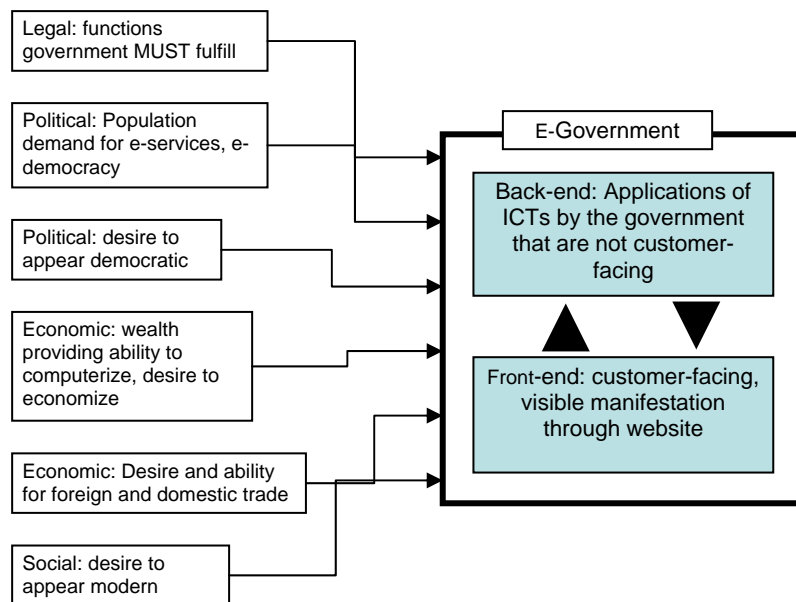 Legal: functions
government MUST fulfill
Political: Population
demand for e-services, e-
democracy
Political: desire to
appear democratic
Economic: wealth
providing ability to
computerize, desire to
economize
Economic: Desire and ability
for foreign and domestic trade
Social: desire to
appear modern
E-Government
Back-end: Applications of
ICTs by the government
that are not customer-
facing
Front-end: customer-facing,
visible manifestation
through website